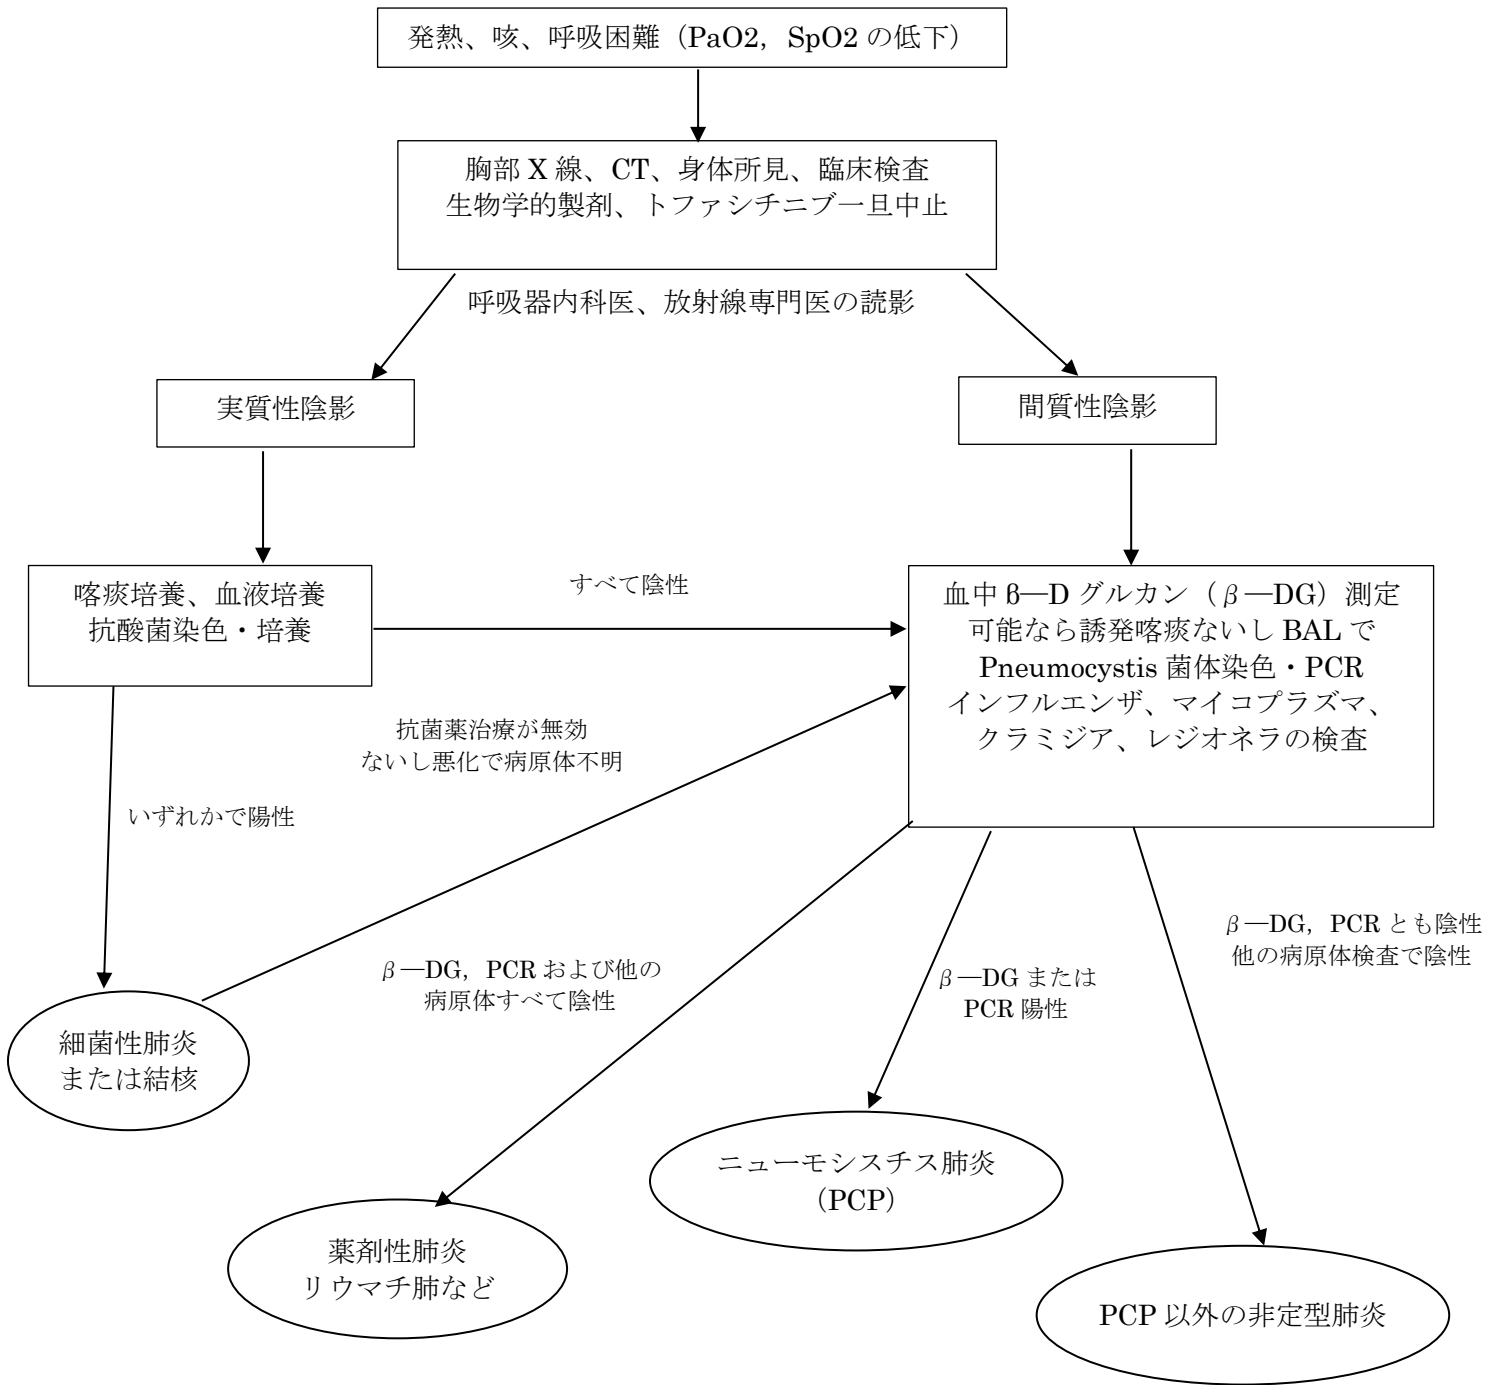 発熱、咳、呼吸困難（PaO2，SpO2 の低下）
胸部 X 線、CT、身体所見、臨床検査
生物学的製剤、トファシチニブ一旦中止
呼吸器内科医、放射線専門医の読影
実質性陰影
間質性陰影
喀痰培養、血液培養
抗酸菌染色・培養
すべて陰性
血中 β―D グルカン（β―DG）測定
可能なら誘発喀痰ないし BAL で
Pneumocystis 菌体染色・PCR
インフルエンザ、マイコプラズマ、
クラミジア、レジオネラの検査
抗菌薬治療が無効
ないし悪化で病原体不明
いずれかで陽性
β―DG，PCR および他の
病原体すべて陰性
β―DG または
PCR 陽性
β―DG，PCR とも陰性
他の病原体検査で陰性
細菌性肺炎
または結核
ニューモシスチス肺炎
（PCP）
薬剤性肺炎
リウマチ肺など
PCP 以外の非定型肺炎